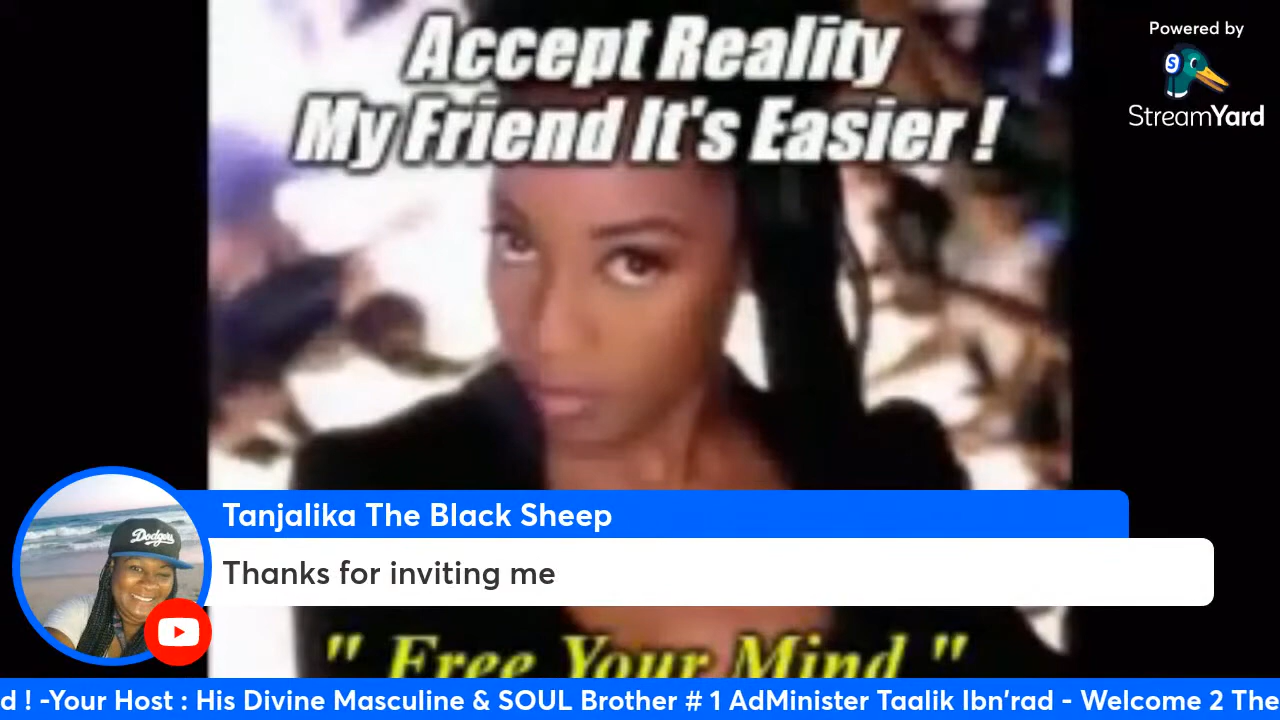 Accept Reality
My Friend It's Easier !
Powered by
S
StreamYard
Dodgers
Tanjalika The Black Sheep
Thanks for inviting me
" Free Your Mind "
d ! -Your Host : His Divine Masculine & SOUL Brother # 1 AdMinister Taalik Ibn'rad - Welcome 2 The